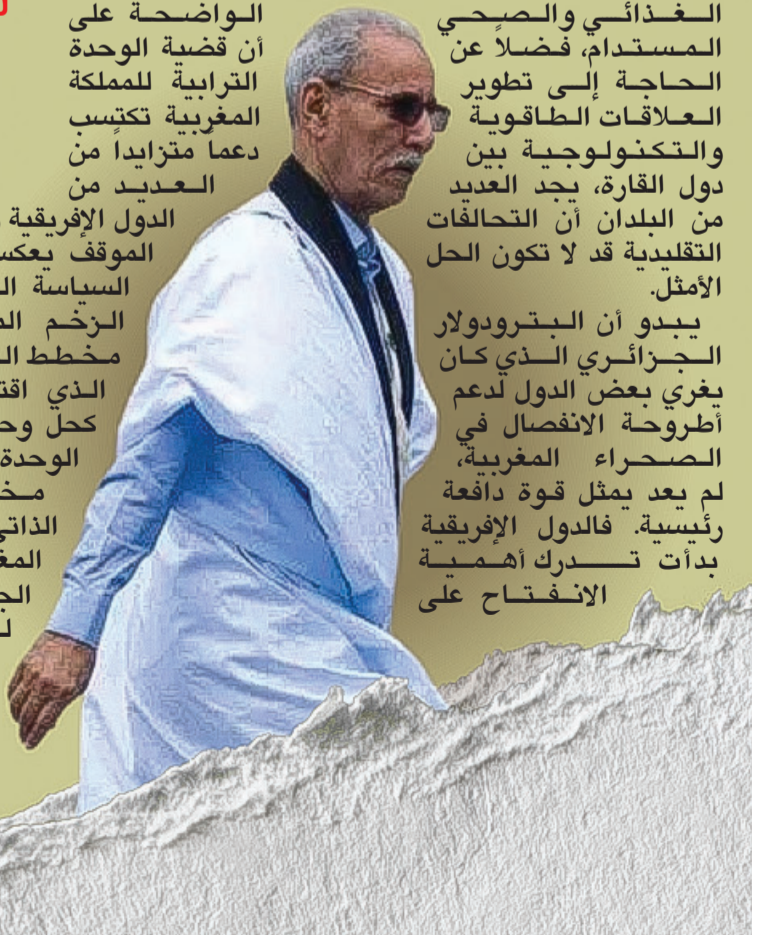 الغذائي والصحي
المستدام، فضلاً عن
الحاجة إلى تطوير
العلاقات الطاقوية
والتكنولوجية بين
دول القارة، يجد العديد
من البلدان أن التحالفات
التقليدية قد لا تكون الحل
الأمثل.
يبدو أن البترودولار
الجزائري الذي كان
يغري بعض الدول لدعم
أطروحة الانفصال في
الصحراء المغربية،
لم يعد يمثل قوة دافعة
رئيسية. فالدول الإفريقية
بدأت تدرك أهمية
الانفتاح على
الواضحة على
أن قضية الوحدة
الترابية للمملكة
المغربية تكتسب
دعماً متزايداً من
العديد من
الدول الإفريقية
الموقف
السياسة
الزخم
مخطط
الذي
كحل
الوحدة